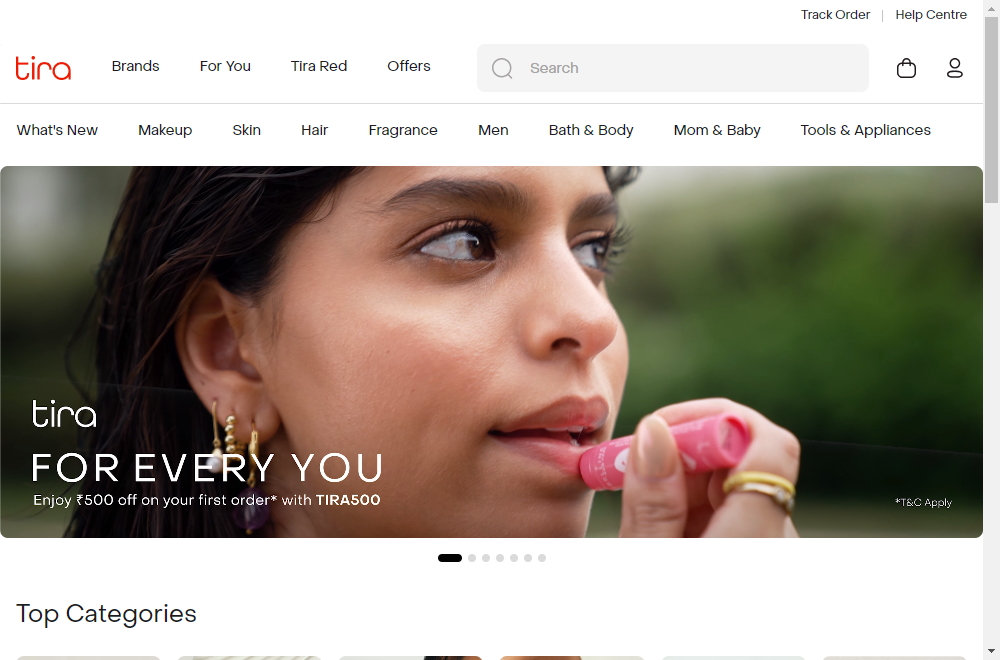 Track Order | Help Centre
tira Brands For You Tira Red Offers Search
What's New Makeup Skin Hair Fragrance Men Bath & Body Mom & Baby Tools & Appliances
tira
FOR EVERY YOU
Enjoy ₹500 off on your first order* with TIRA500
*T&C Apply
Top Categories